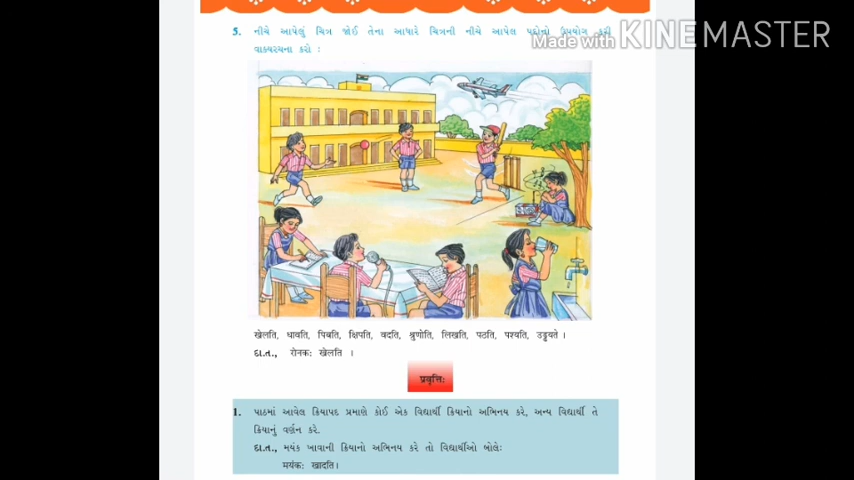 Made with KINEMASTER
5. નીચે આપેલું ચિત્ર જોઈ તેના આધારે ચિત્રની નીચે આપેલ પદોનો ઉપયોગ કરી
વાક્યરચના કરો :
खेलति, धावति, पिबति, क्षिपति, वदति, श्रुणोति, लिखति, पठति, पश्यति, उड्डयते ।
દા.ત., रोनकः खेलति ।
प्रवृत्तिः
1. પાઠમાં આવેલ ક્રિયાપદ પ્રમાણે કોઈ એક વિદ્યાર્થી ક્રિયાનો અભિનય કરે, અન્ય વિદ્યાર્થી તે
ક્રિયાનું વર્ણન કરે.
દા.ત., મયંક ખાવાની ક્રિયાનો અભિનય કરે તો વિદ્યાર્થીઓ બોલેઃ
मयंकः खादति।